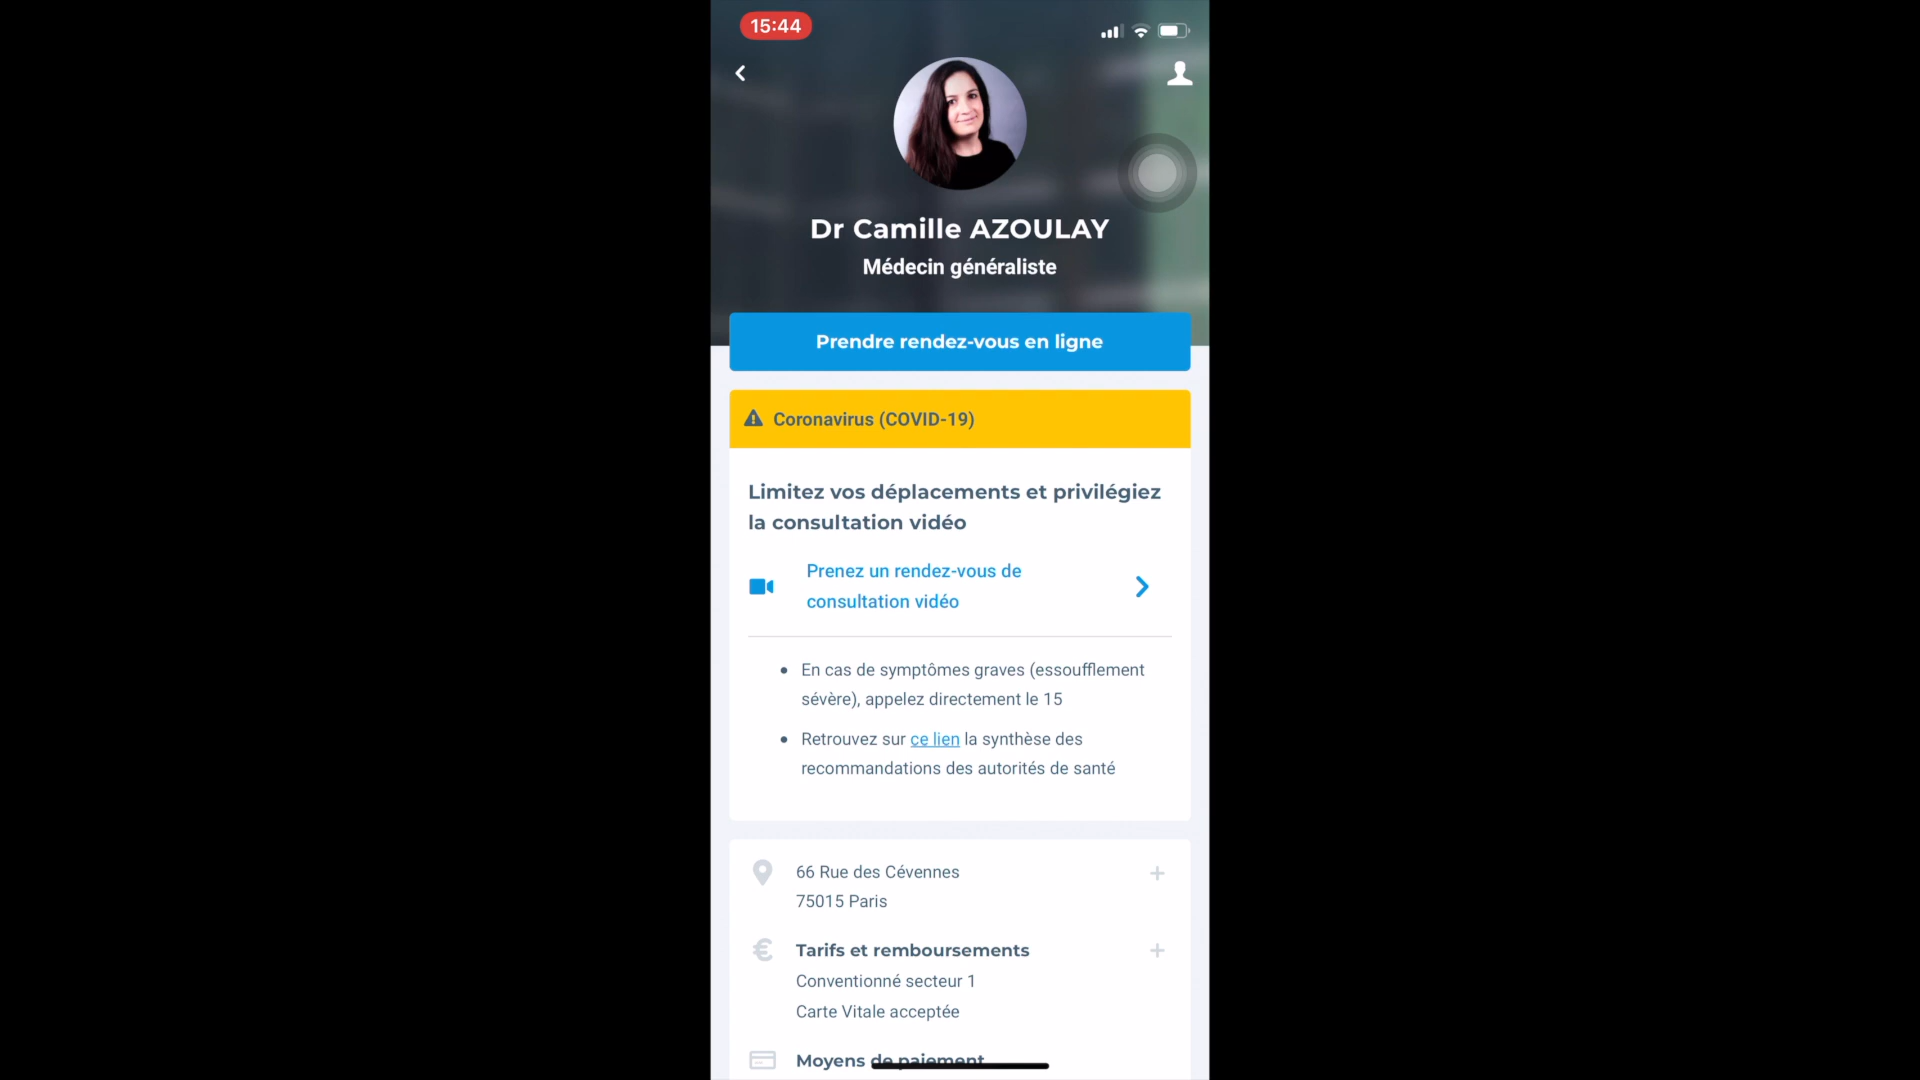 15:44
Dr Camille AZOULAY
Médecin généraliste
Prendre rendez-vous en ligne
Coronavirus (COVID-19)
Limitez vos déplacements et privilégiez
la consultation vidéo
Prenez un rendez-vous de
consultation vidéo
• En cas de symptômes graves (essoufflement
sévère), appelez directement le 15
• Retrouvez sur ce lien la synthèse des
recommandations des autorités de santé
66 Rue des Cévennes
75015 Paris
Tarifs et remboursements
Conventionné secteur 1
Carte Vitale acceptée
Moyens de paiement